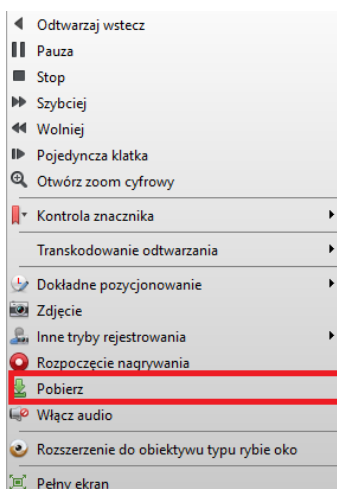 Odtwarzaj wstecz
Pauza
Stop
Szybciej
Wolniej
Pojedyncza klatka
Otwórz zoom cyfrowy
Kontrola znacznika
Transkodowanie odtwarzania
Dokładne pozycjonowanie
Zdjęcie
Inne tryby rejestrowania
Rozpoczęcie nagrywania
Pobierz
Włącz audio
Rozszerzenie do obiektywu typu rybie oko
Pełny ekran